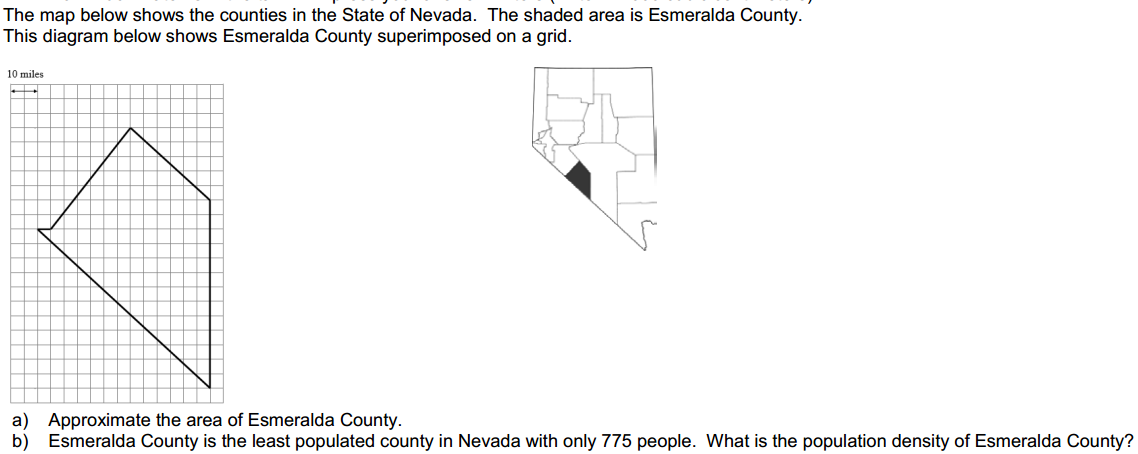 The map below shows the counties in the State of Nevada. The shaded area is Esmeralda County.
This diagram below shows Esmeralda County superimposed on a grid.
10 miles
a) Approximate the area of Esmeralda County.
b) Esmeralda County is the least populated county in Nevada with only 775 people. What is the population density of Esmeralda County?